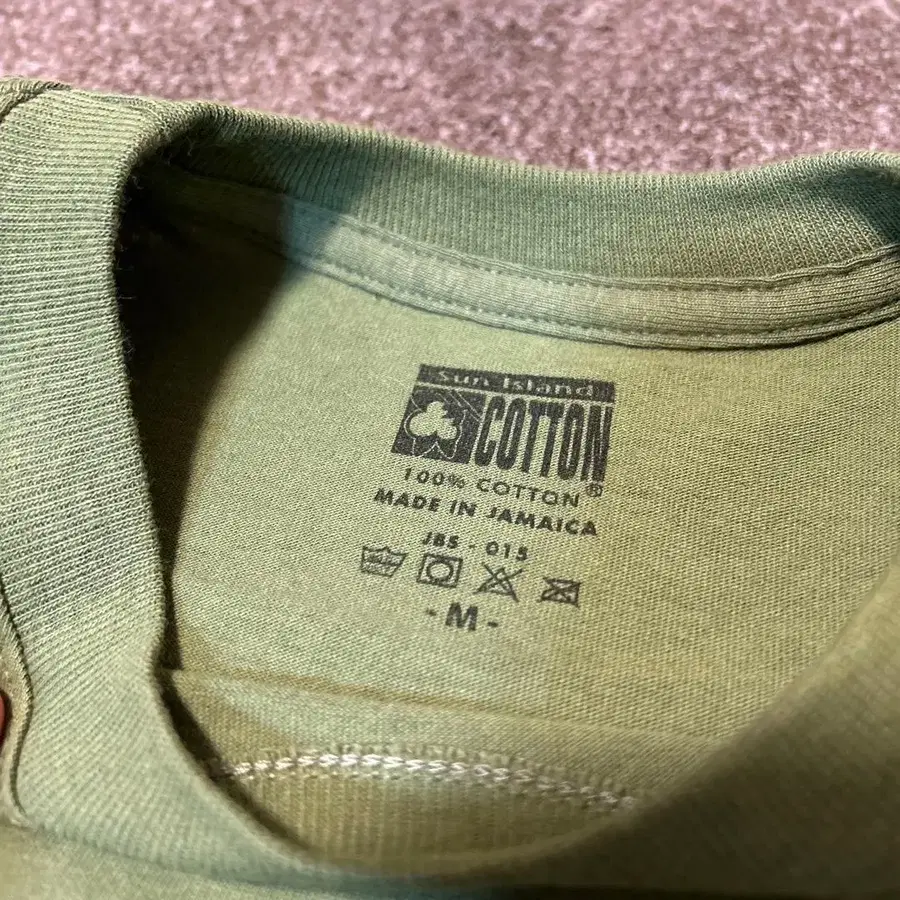 Sun Island
COTTON
100% COTTON ®
MADE IN JAMAICA
JBS - 015
- M -